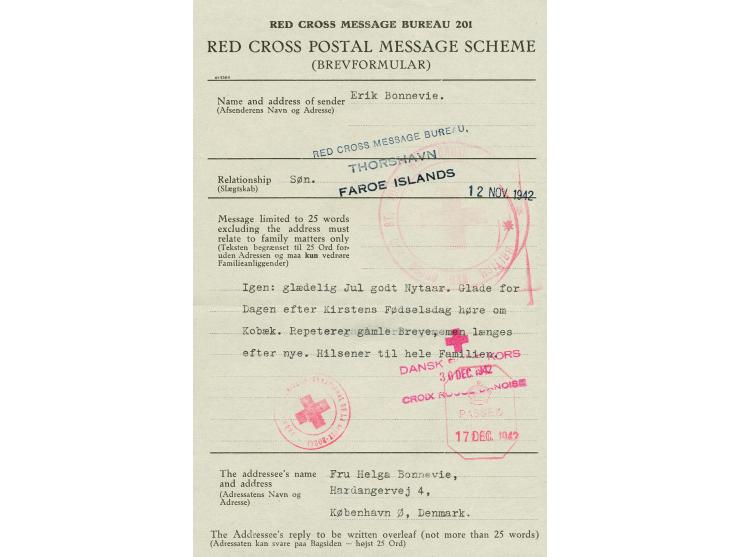 RED CROSS MESSAGE BUREAU 201
RED CROSS POSTAL MESSAGE SCHEME
(BREVFORMULAR)
Name and address of sender Erik Bonnevie.
(Afsenderens Navn og Adresse)
RED CROSS MESSAGE BUREAU,
THORSHAVN
FAROE ISLANDS
12 NOV. 1942
Relationship Søn.
(Slægtskab)
Message limited to 25 words
excluding the address must
relate to family matters only
(Teksten begrænset til 25 Ord for-
uden Adressen og maa kun vedrøre
Familieanliggender)
Igen: glædelig Jul godt Nytaar. Glade for
Dagen efter Kirstens Fødselsdag høre om
Kobæk. Repeterer gamle Breve, men længes
efter nye. Hilsener til hele Familien.
DANSK KORS
30 DEC. 1942
CROIX ROUGE DANOISE
PASSED
17 DEC. 1942
The addressee's name
and address
(Adressatens Navn og
Adresse)
Fru Helga Bonnevie,
Hardangervej 4,
København Ø, Denmark.
The Addressee's reply to be written overleaf (not more than 25 words)
(Adressaten kan svare paa Bagsiden — højst 25 Ord)